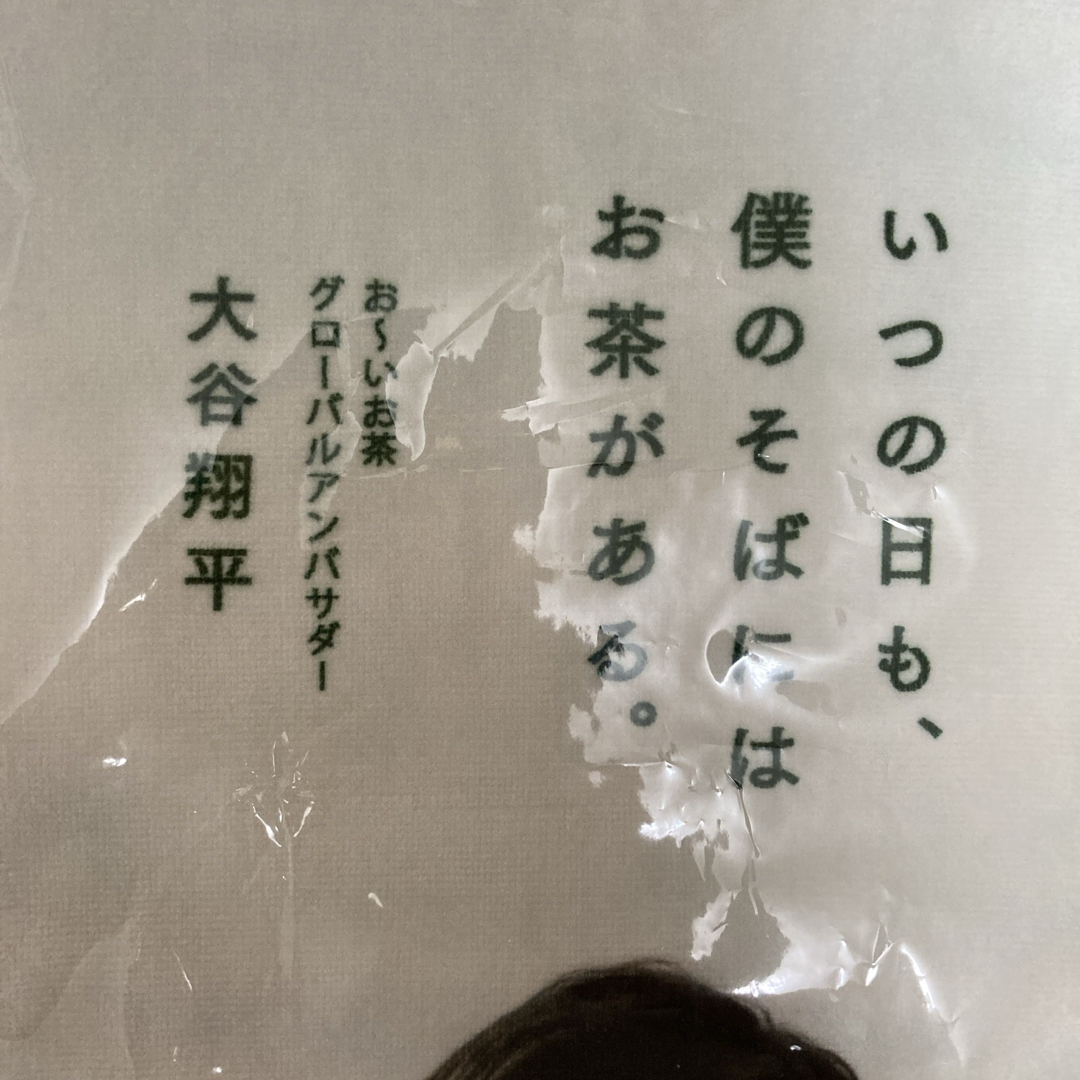 いつの日も、
僕のそばには
お茶がある。
お～いお茶
グローバルアンバサダー
大谷翔平